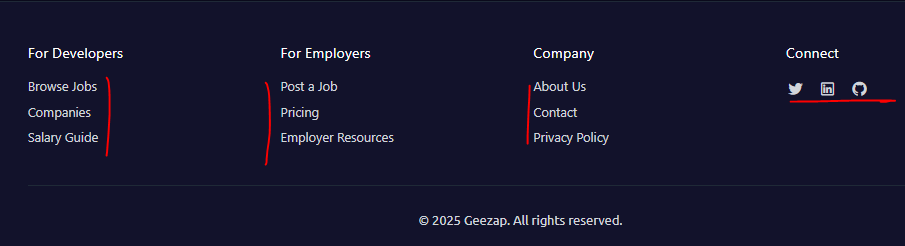 For Developers
Browse Jobs
Companies
Salary Guide
For Employers
Post a Job
Pricing
Employer Resources
Company
About Us
Contact
Privacy Policy
Connect
© 2025 Geezap. All rights reserved.